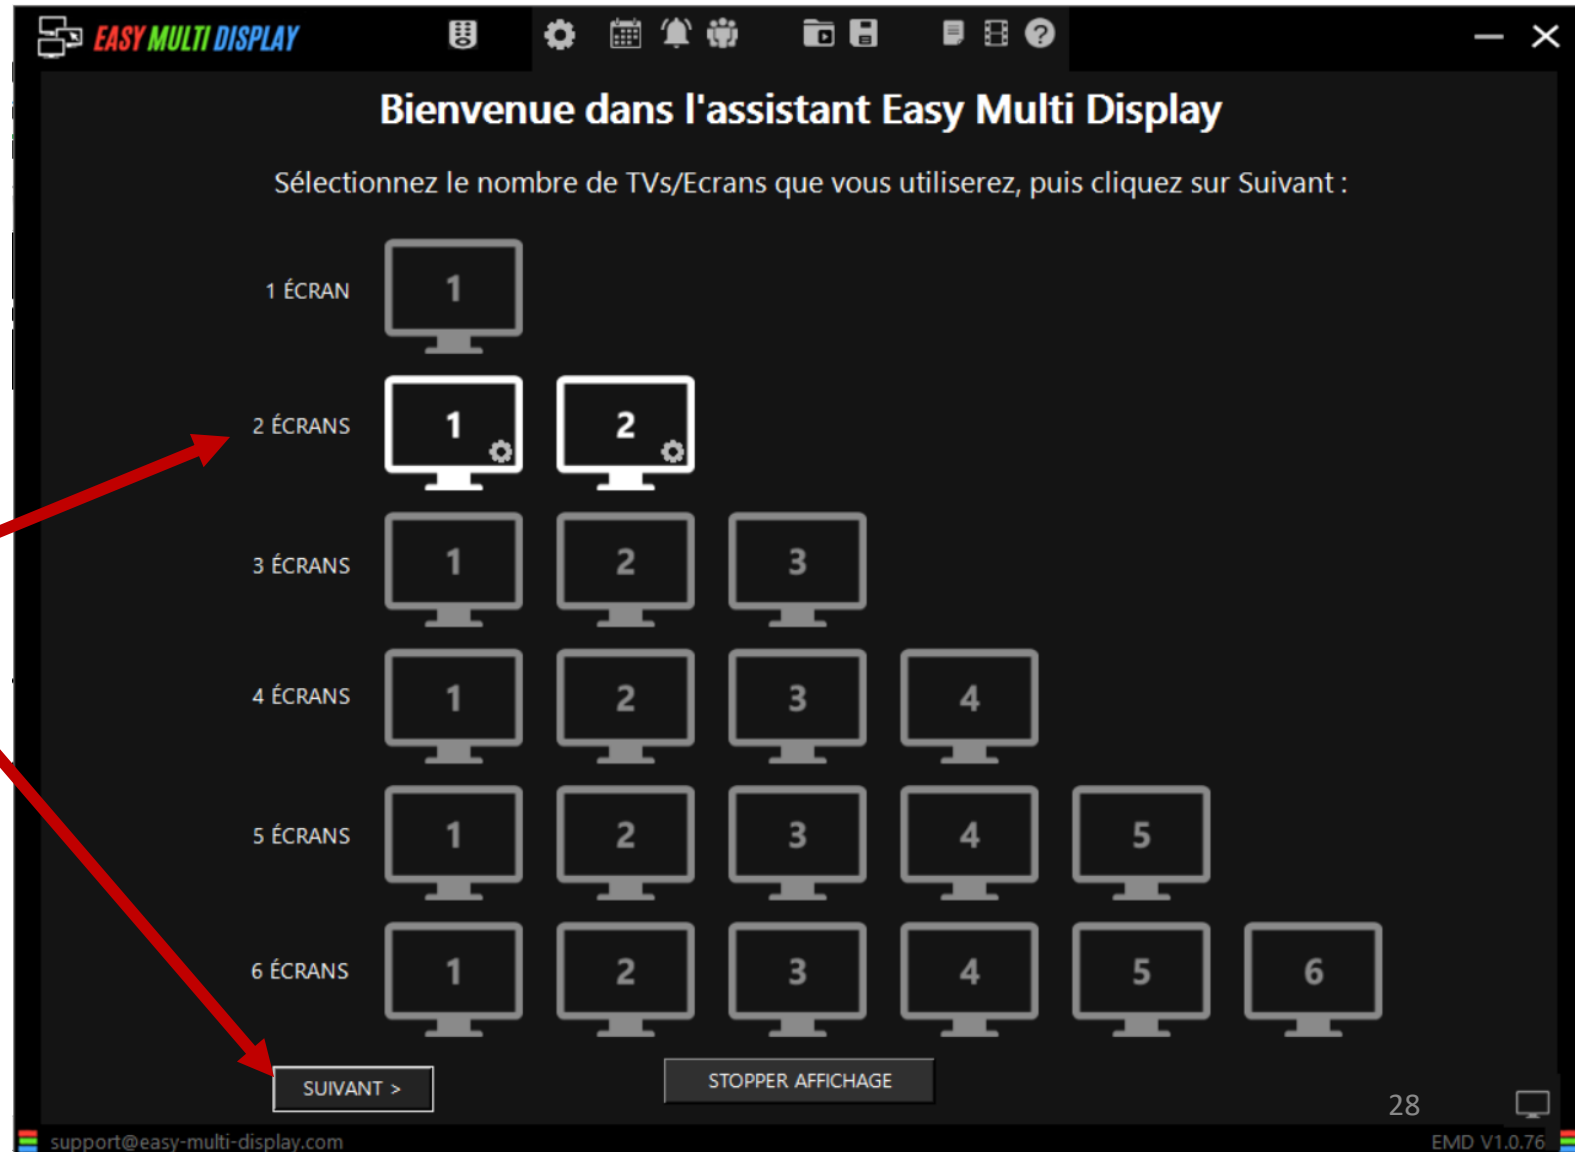 EASY MULTI DISPLAY
Bienvenue dans l'assistant Easy Multi Display
Sélectionnez le nombre de TVs/Ecrans que vous utiliserez, puis cliquez sur Suivant :
1 ÉCRAN 1
2 ÉCRANS 1 2
3 ÉCRANS 1 2 3
4 ÉCRANS 1 2 3 4
5 ÉCRANS 1 2 3 4 5
6 ÉCRANS 1 2 3 4 5 6
SUIVANT > STOPPER AFFICHAGE
28
support@easy-multi-display.com EMD V1.0.76